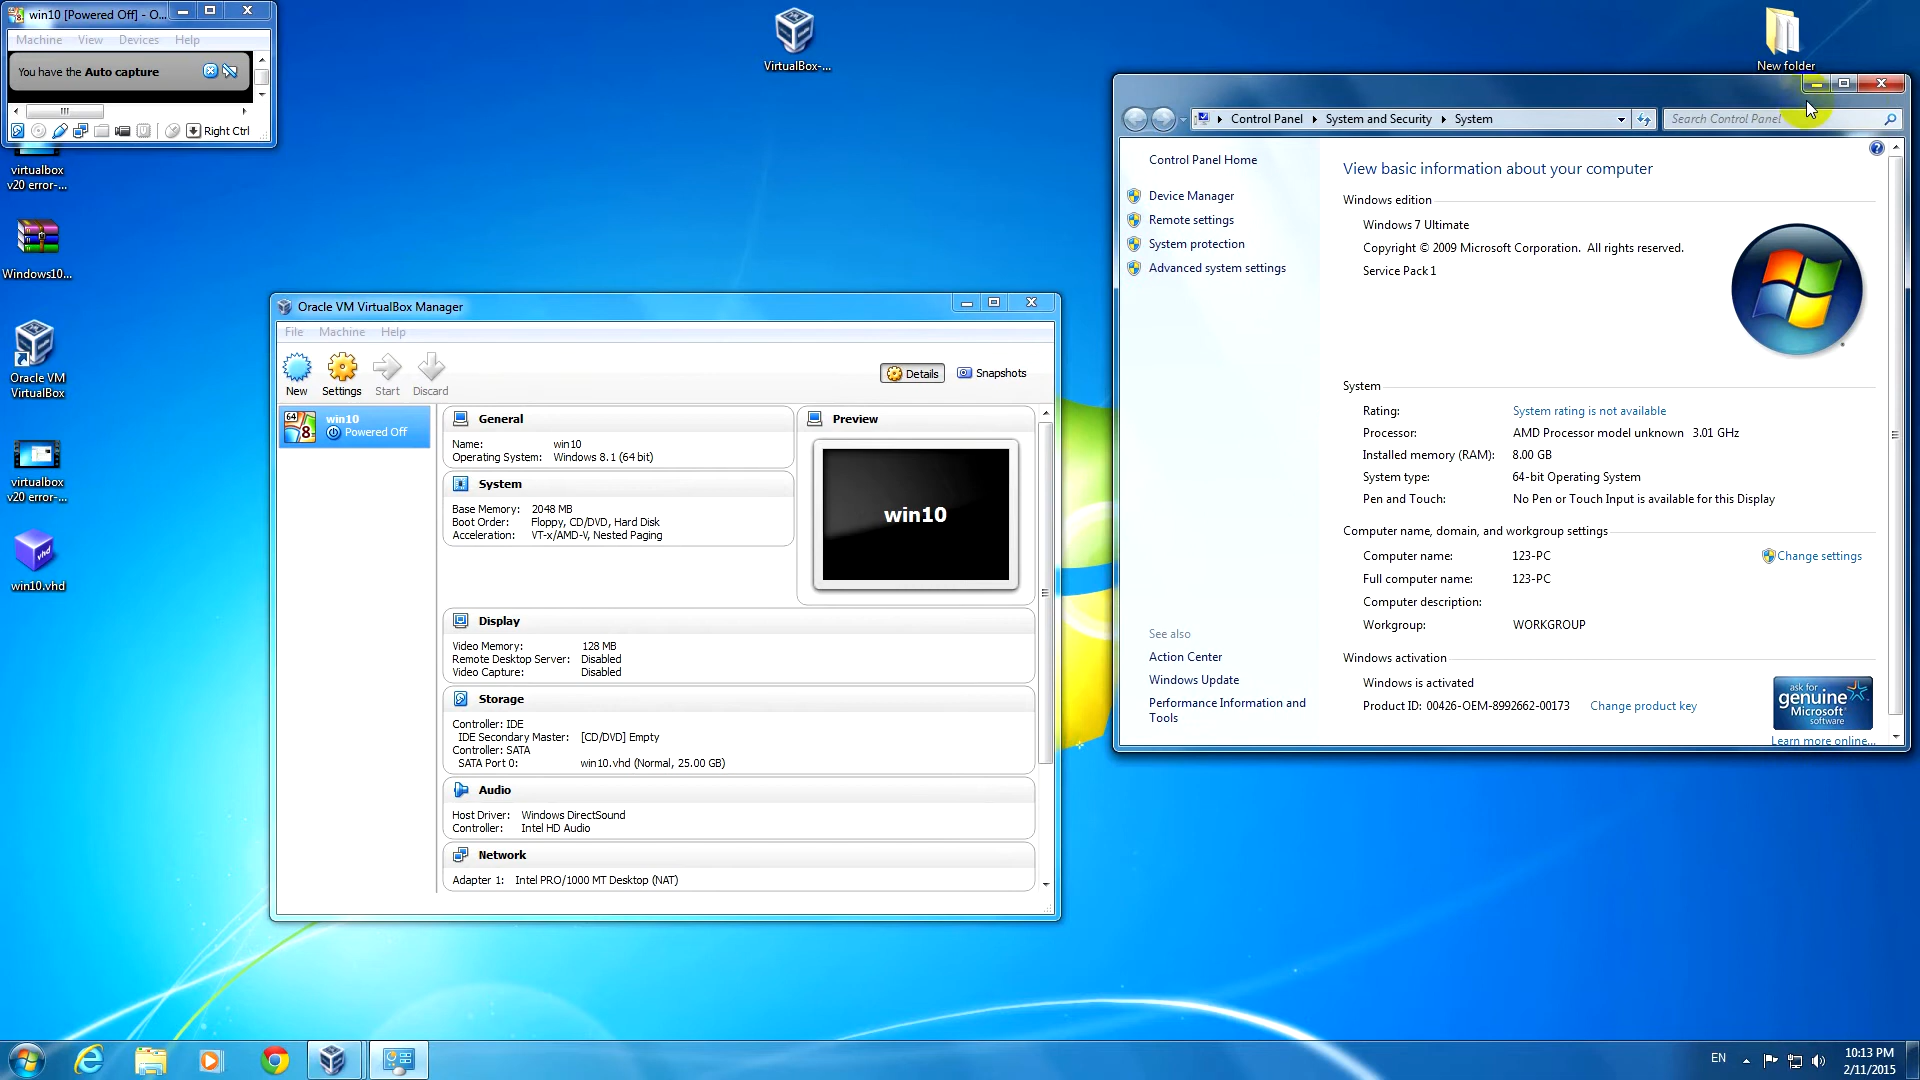 win10 [Powered Off] - O...
Machine View Devices Help
You have the Auto capture
Right Ctrl
VirtualBox-...
New folder
virtualbox
v20 error-...
Windows10...
Oracle VM
VirtualBox
virtualbox
v20 error-...
vhd
win10.vhd
Oracle VM VirtualBox Manager
File Machine Help
New Settings Start Discard
Details Snapshots
64
8
win10
Powered Off
General
Name: win10
Operating System: Windows 8.1 (64 bit)
System
Base Memory: 2048 MB
Boot Order: Floppy, CD/DVD, Hard Disk
Acceleration: VT-x/AMD-V, Nested Paging
Preview
win10
Display
Video Memory: 128 MB
Remote Desktop Server: Disabled
Video Capture: Disabled
Storage
Controller: IDE
IDE Secondary Master: [CD/DVD] Empty
Controller: SATA
SATA Port 0: win10.vhd (Normal, 25.00 GB)
Audio
Host Driver: Windows DirectSound
Controller: Intel HD Audio
Network
Adapter 1: Intel PRO/1000 MT Desktop (NAT)
Control Panel System and Security System
Search Control Panel
Control Panel Home
Device Manager
Remote settings
System protection
Advanced system settings
See also
Action Center
Windows Update
Performance Information and
Tools
View basic information about your computer
Windows edition
Windows 7 Ultimate
Copyright © 2009 Microsoft Corporation. All rights reserved.
Service Pack 1
System
Rating: System rating is not available
Processor: AMD Processor model unknown 3.01 GHz
Installed memory (RAM): 8.00 GB
System type: 64-bit Operating System
Pen and Touch: No Pen or Touch Input is available for this Display
Computer name, domain, and workgroup settings
Computer name: 123-PC
Change settings
Full computer name: 123-PC
Computer description:
Workgroup: WORKGROUP
Windows activation
Windows is activated
Product ID: 00426-OEM-8992662-00173 Change product key
ask for
genuine
Microsoft
software
Learn more online...
EN
10:13 PM
2/11/2015